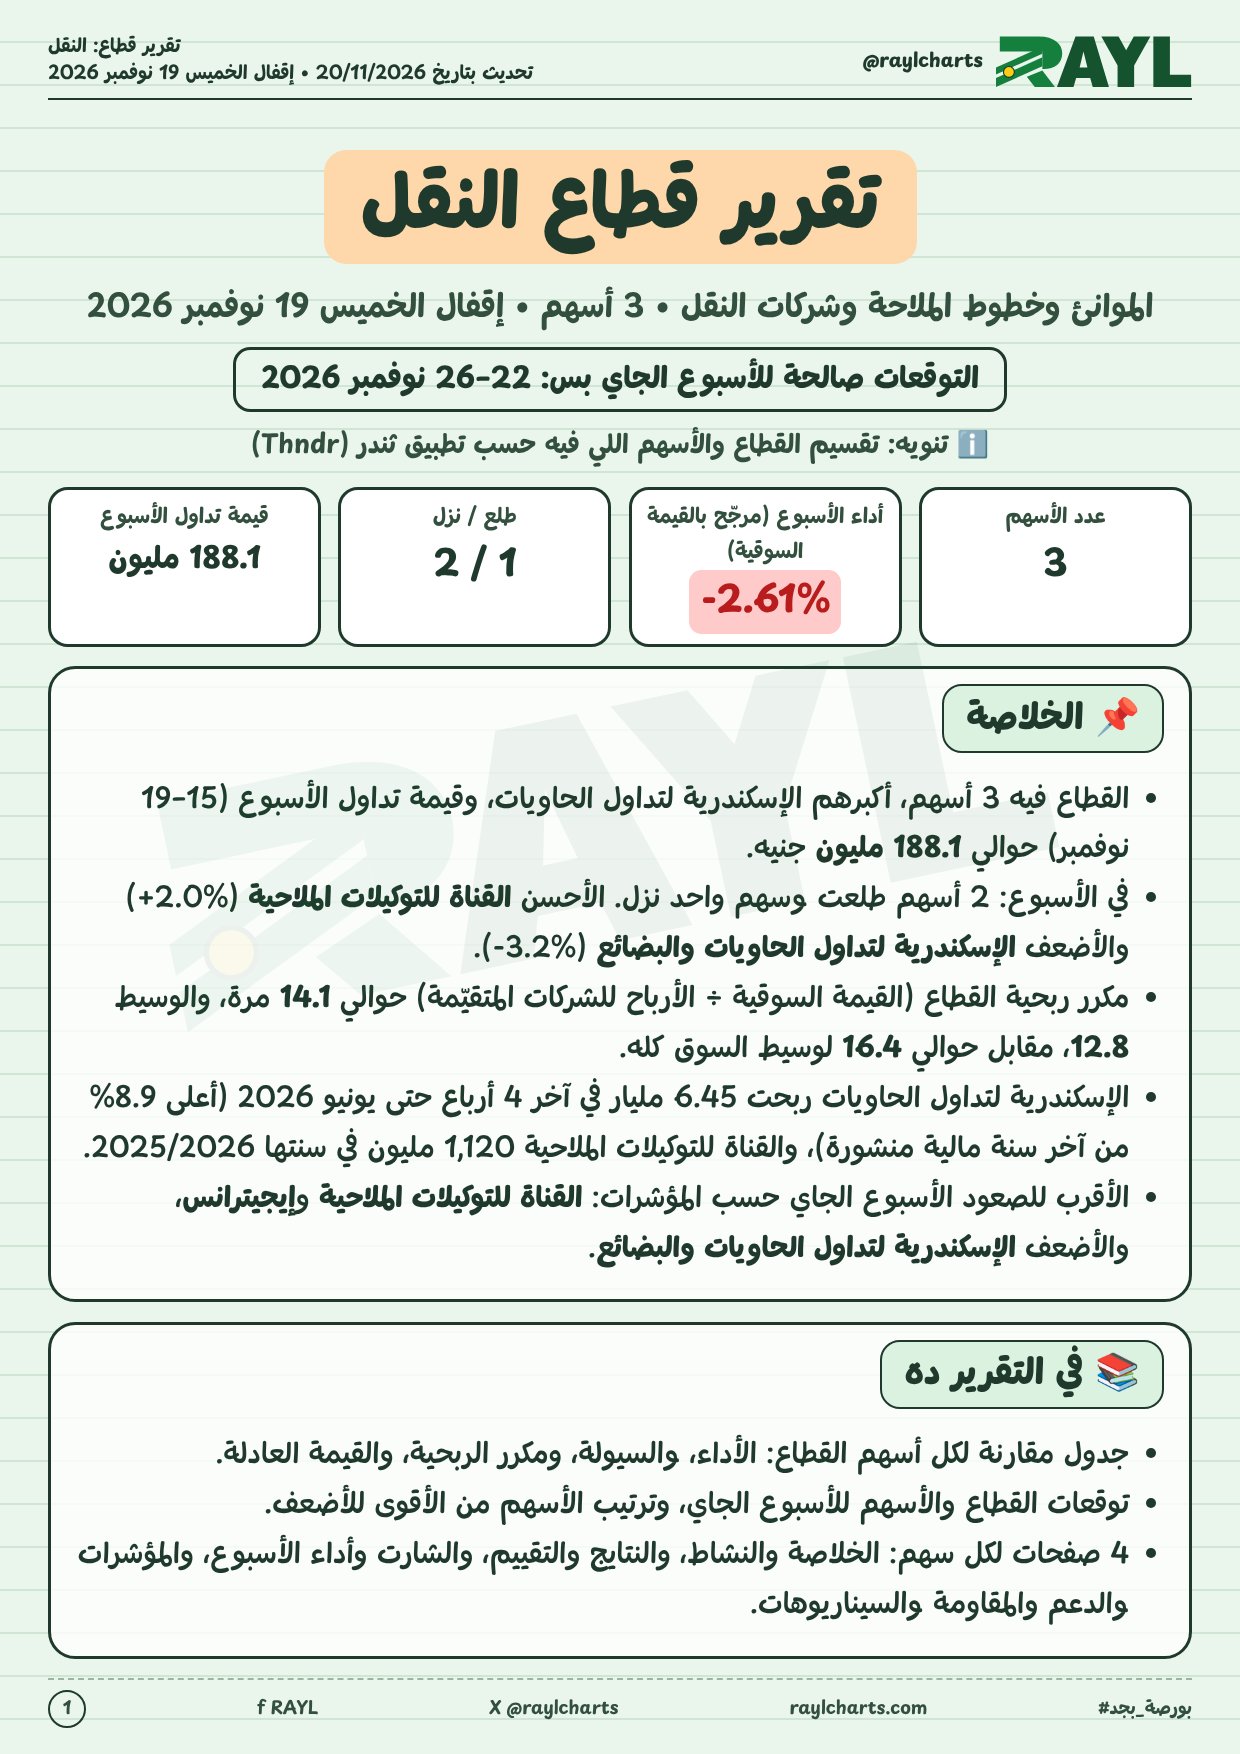 RAYL
@raylcharts
تقرير قطاع: النقل
تحديث بتاريخ 20/11/2026 • إقفال الخميس 19 نوفمبر 2026
تقرير قطاع النقل
الموانئ وخطوط الملاحة وشركات النقل • 3 أسهم • إقفال الخميس 19 نوفمبر 2026
التوقعات صالحة للأسبوع الجاي بس: 22–26 نوفمبر 2026
ℹ️ تنويه: تقسيم القطاع والأسهم اللي فيه حسب تطبيق ثندر (Thndr)
عدد الأسهم
3
أداء الأسبوع (مرجّح بالقيمة
السوقية)
-2.61%
طلع / نزل
2 / 1
قيمة تداول الأسبوع
188.1 مليون
📌 الخلاصة
• القطاع فيه 3 أسهم، أكبرهم الإسكندرية لتداول الحاويات، وقيمة تداول الأسبوع (15–19
نوفمبر) حوالي 188.1 مليون جنيه.
• في الأسبوع: 2 أسهم طلعت وسهم واحد نزل. الأحسن القناة للتوكيلات الملاحية (+2.0%)
والأضعف الإسكندرية لتداول الحاويات والبضائع (-3.2%).
• مكرر ربحية القطاع (القيمة السوقية ÷ الأرباح للشركات المتقيّمة) حوالي 14.1 مرة، والوسيط
12.8، مقابل حوالي 16.4 لوسيط السوق كله.
• الإسكندرية لتداول الحاويات ربحت 6.45 مليار في آخر 4 أرباع حتى يونيو 2026 (أعلى 8.9%
من آخر سنة مالية منشورة)، والقناة للتوكيلات الملاحية 1,120 مليون في سنتها 2025/2026.
• الأقرب للصعود الأسبوع الجاي حسب المؤشرات: القناة للتوكيلات الملاحية وإيجيترانس،
والأضعف الإسكندرية لتداول الحاويات والبضائع.
📚 في التقرير دة
• جدول مقارنة لكل أسهم القطاع: الأداء، والسيولة، ومكرر الربحية، والقيمة العادلة.
• توقعات القطاع والأسهم للأسبوع الجاي، وترتيب الأسهم من الأقوى للأضعف.
• 4 صفحات لكل سهم: الخلاصة والنشاط، والنتايج والتقييم، والشارت وأداء الأسبوع، والمؤشرات
والدعم والمقاومة والسيناريوهات.
#بورصة_بجد
raylcharts.com
X @raylcharts
f RAYL
1